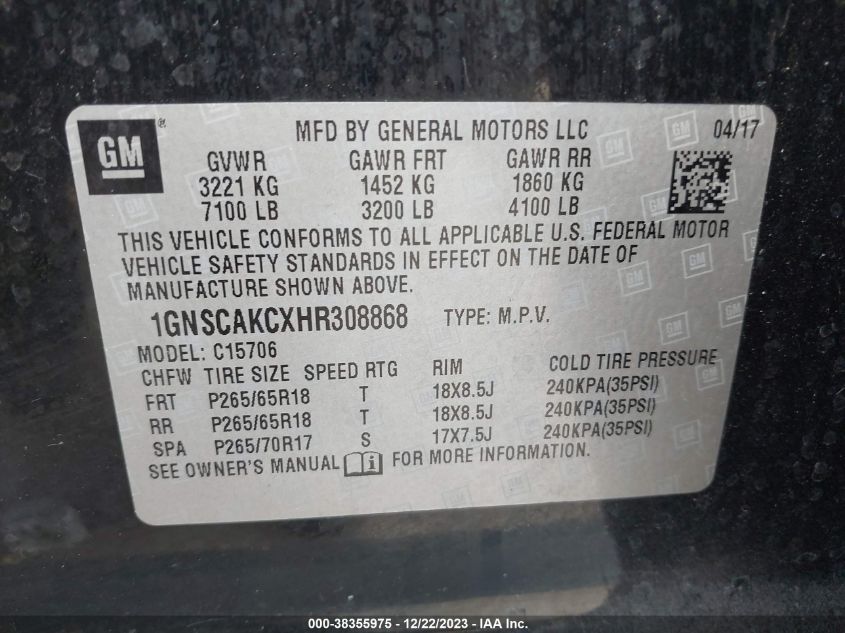 GM ® MFD BY GENERAL MOTORS LLC 04/17
GVWR GAWR FRT GAWR RR
3221 KG 1452 KG 1860 KG
7100 LB 3200 LB 4100 LB
THIS VEHICLE CONFORMS TO ALL APPLICABLE U.S. FEDERAL MOTOR
VEHICLE SAFETY STANDARDS IN EFFECT ON THE DATE OF
MANUFACTURE SHOWN ABOVE.
1GNSCAKCXHR308868 TYPE: M.P.V.
MODEL: C15706
CHFW TIRE SIZE SPEED RTG RIM COLD TIRE PRESSURE
FRT P265/65R18 T 18X8.5J 240KPA(35PSI)
RR P265/65R18 T 18X8.5J 240KPA(35PSI)
SPA P265/70R17 S 17X7.5J 240KPA(35PSI)
SEE OWNER'S MANUAL FOR MORE INFORMATION.
000-38355975 - 12/22/2023 - IAA Inc.